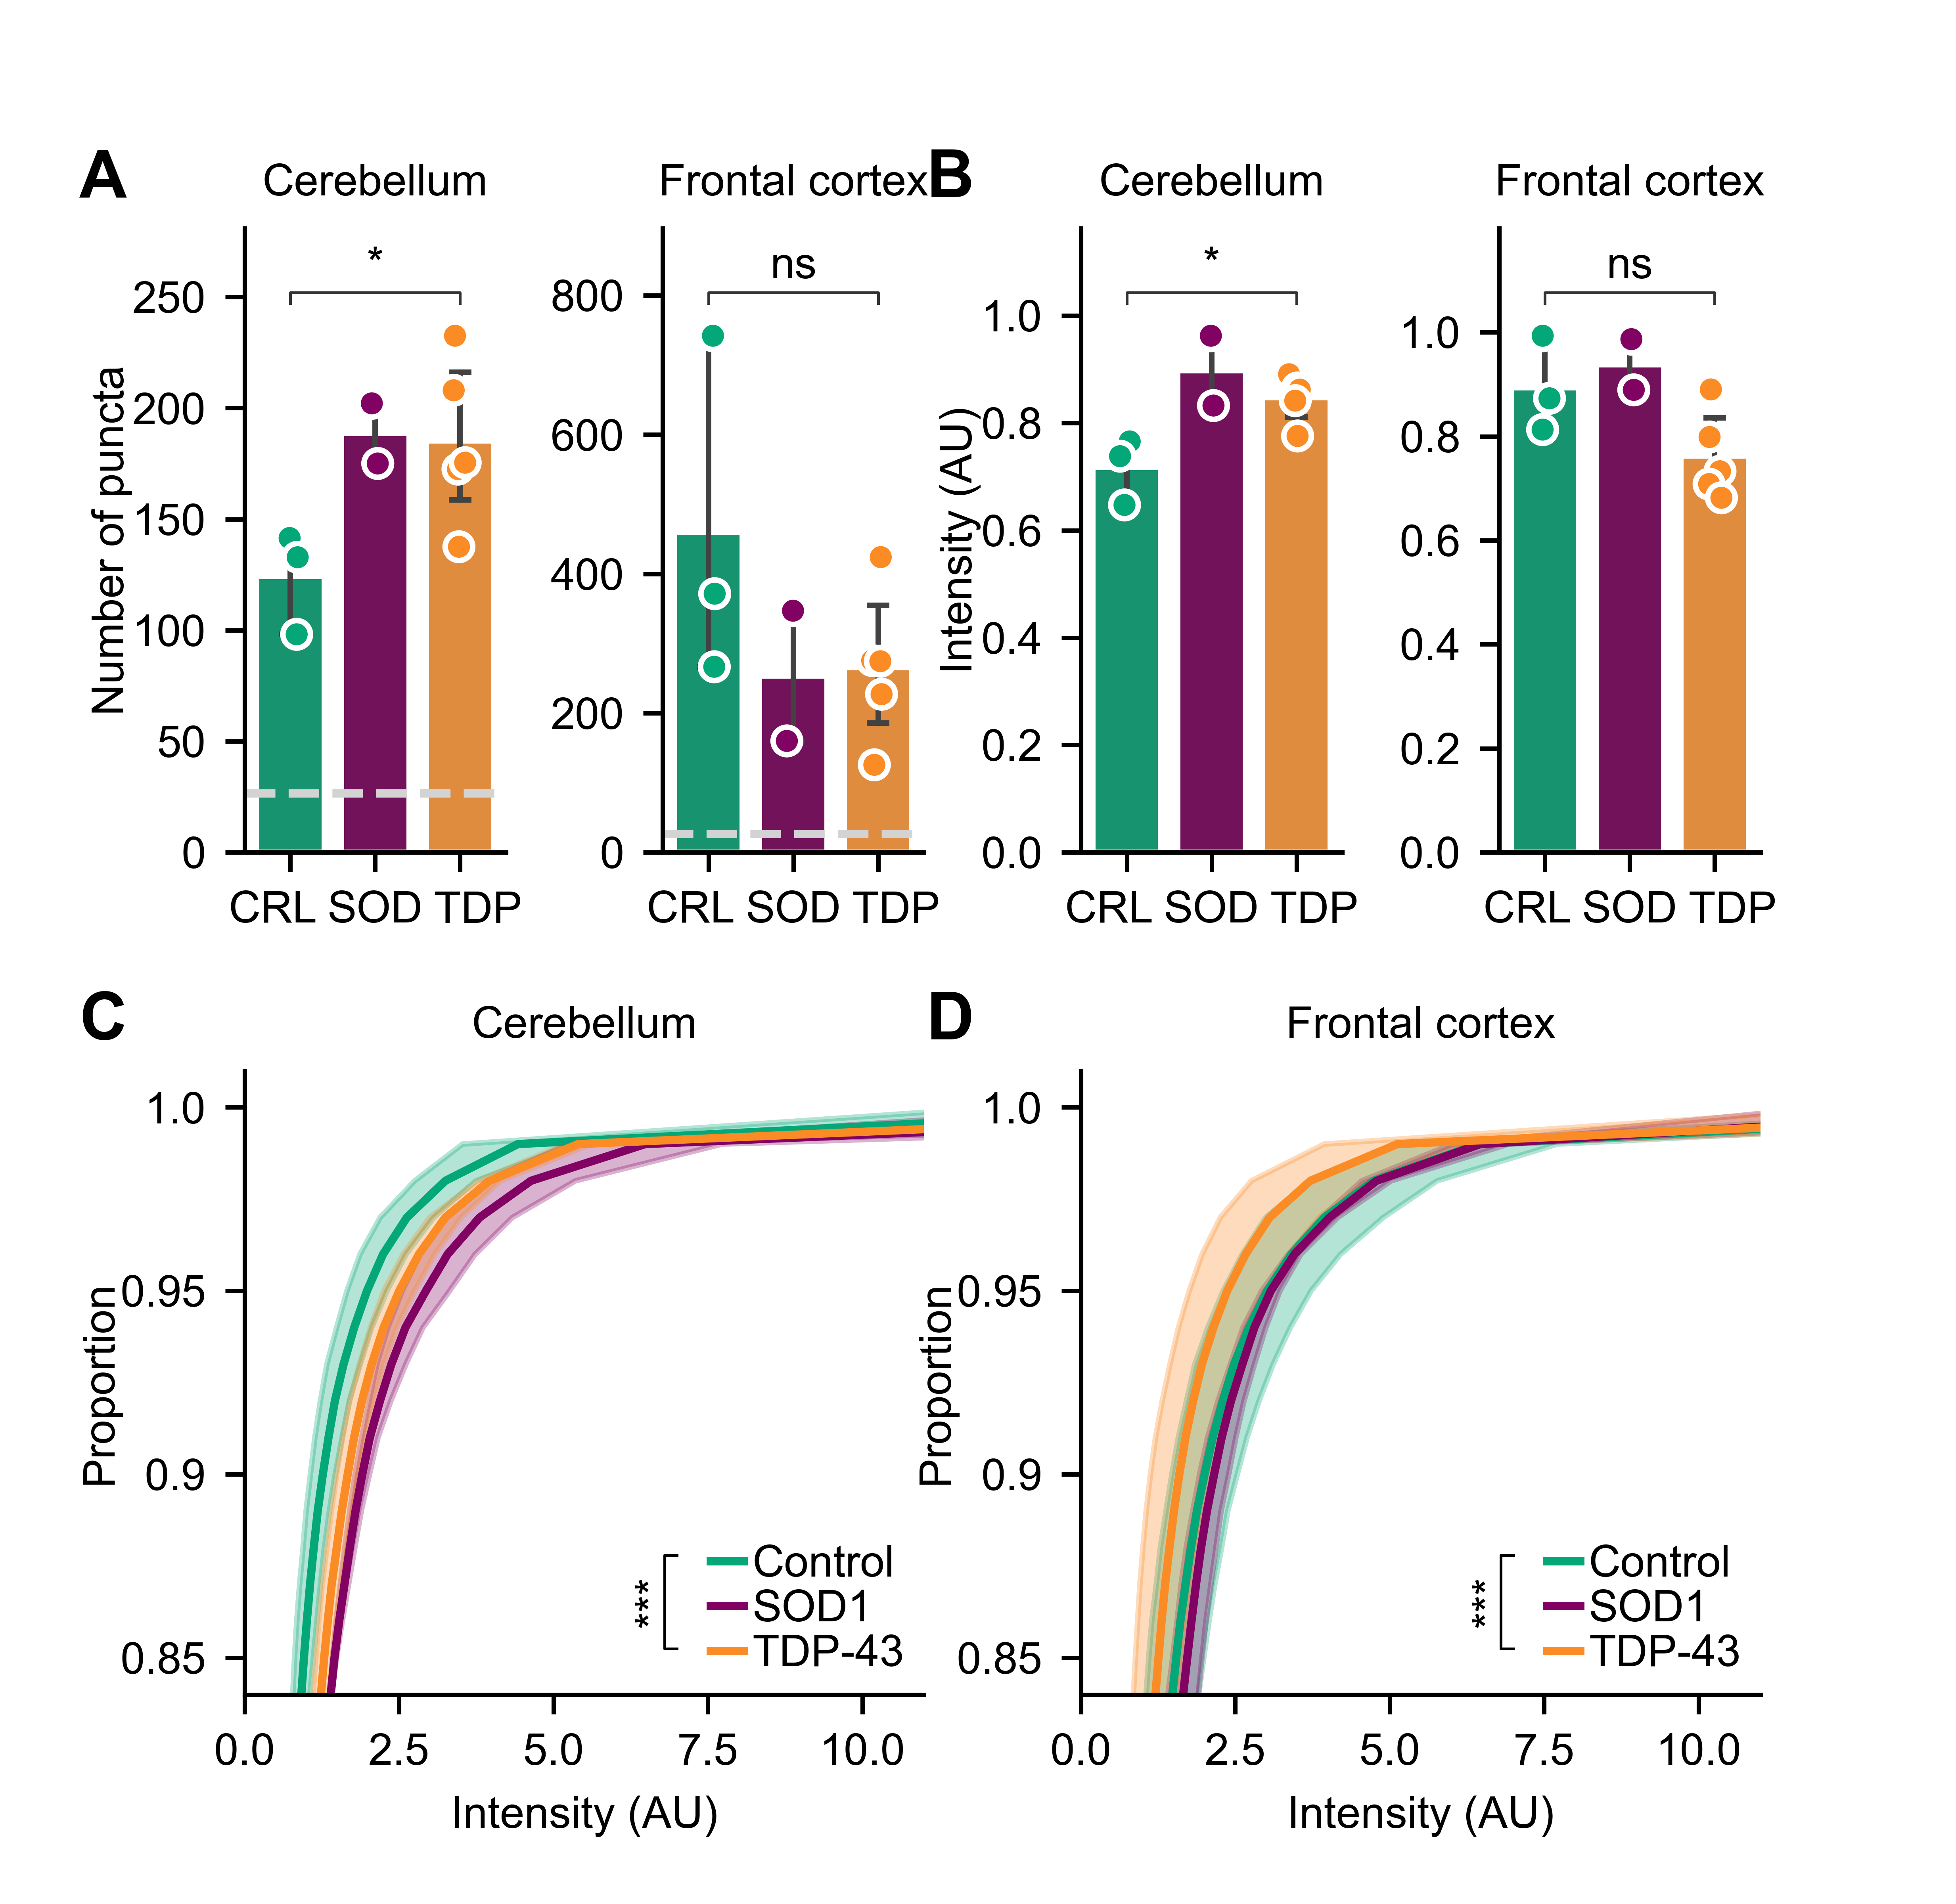 A
Cerebellum
Frontal cortex
Number of puncta
250
200
150
100
50
0
*
CRL SOD TDP
800
600
400
200
0
ns
CRL SOD TDP
B
Cerebellum
Frontal cortex
Intensity (AU)
1.0
0.8
0.6
0.4
0.2
0.0
*
CRL SOD TDP
1.0
0.8
0.6
0.4
0.2
0.0
ns
CRL SOD TDP
C
Cerebellum
Proportion
1.0
0.95
0.9
0.85
0.0 2.5 5.0 7.5 10.0
Intensity (AU)
***
Control
SOD1
TDP-43
D
Frontal cortex
Proportion
1.0
0.95
0.9
0.85
0.0 2.5 5.0 7.5 10.0
Intensity (AU)
***
Control
SOD1
TDP-43